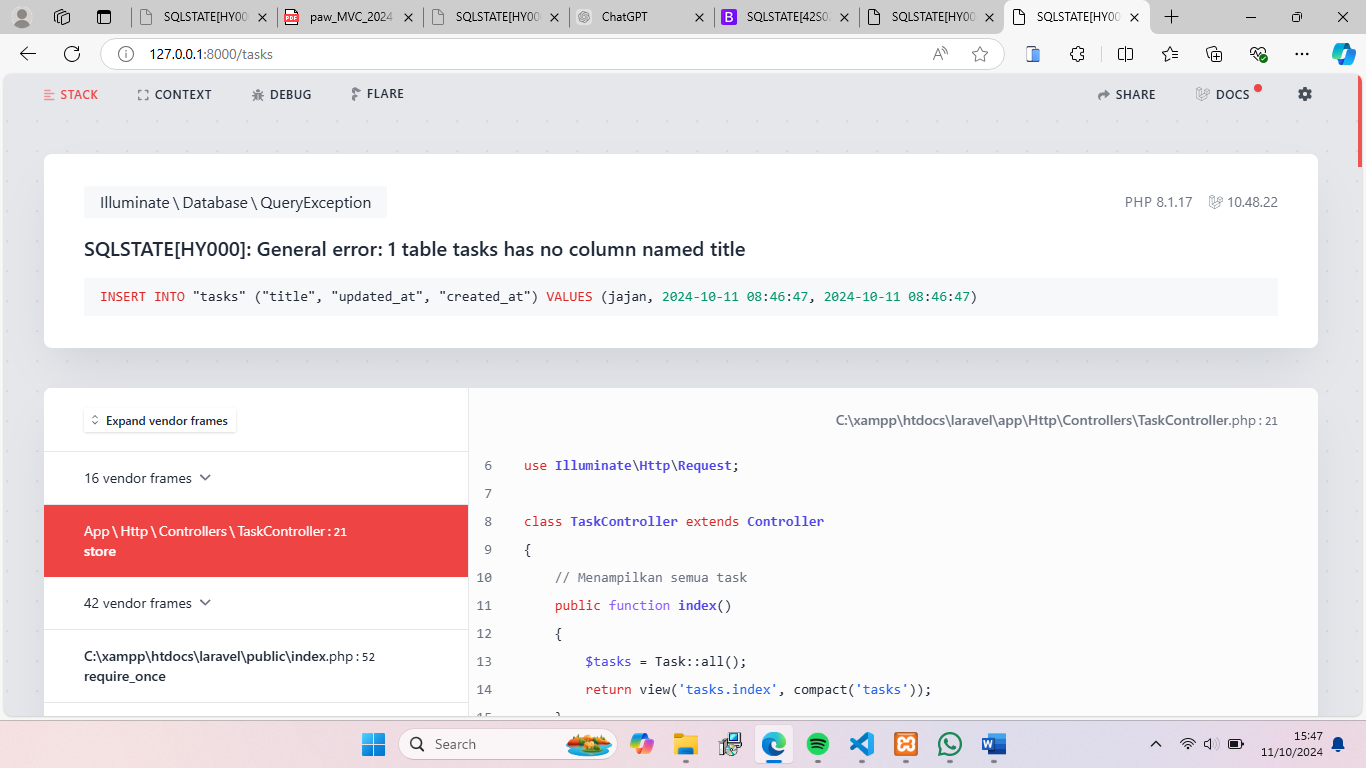 SQLSTATE[HY00
paw_MVC_2024
SQLSTATE[HY00
ChatGPT
SQLSTATE[42S0
SQLSTATE[HY00
SQLSTATE[HY00
127.0.0.1:8000/tasks
STACK CONTEXT DEBUG FLARE SHARE DOCS
Illuminate \ Database \ QueryException PHP 8.1.17 10.48.22
SQLSTATE[HY000]: General error: 1 table tasks has no column named title
INSERT INTO "tasks" ("title", "updated_at", "created_at") VALUES (jajan, 2024-10-11 08:46:47, 2024-10-11 08:46:47)
Expand vendor frames
16 vendor frames
App \ Http \ Controllers \ TaskController : 21
store
42 vendor frames
C:\xampp\htdocs\laravel\public\index.php : 52
require_once
C:\xampp\htdocs\laravel\app\Http\Controllers\TaskController.php : 21
6 use Illuminate\Http\Request;
7
8 class TaskController extends Controller
9 {
10 // Menampilkan semua task
11 public function index()
12 {
13 $tasks = Task::all();
14 return view('tasks.index', compact('tasks'));
15 }
Search
15:47
11/10/2024